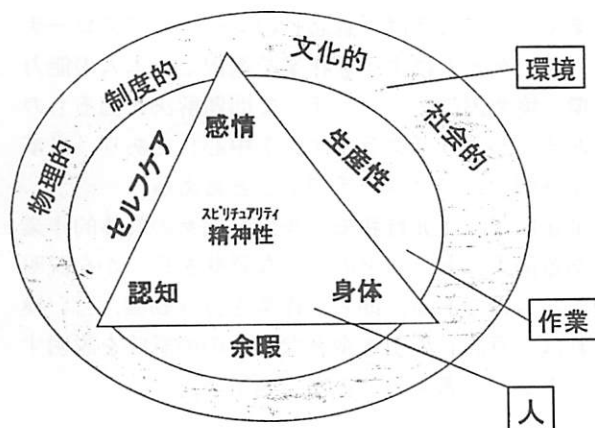 文化的
環境
制度的
社会的
物理的
感情
生産性
セルフケア
スピリチュアリティ
精神性
認知
身体
作業
余暇
人